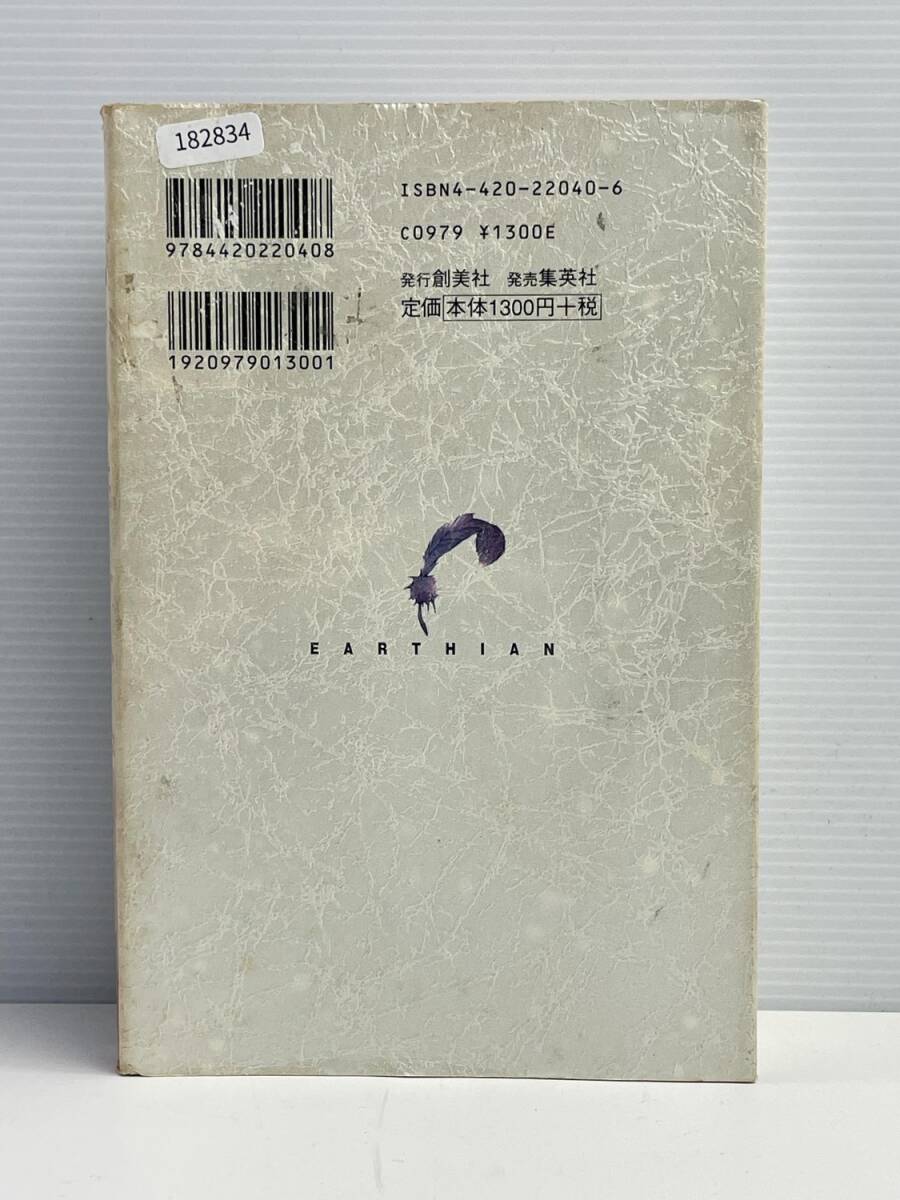 182834
9784420220408
1920979013001
ISBN4-420-22040-6
C0979 ¥1300E
発行創美社 発売集英社
定価本体1300円+税
EARTHIAN